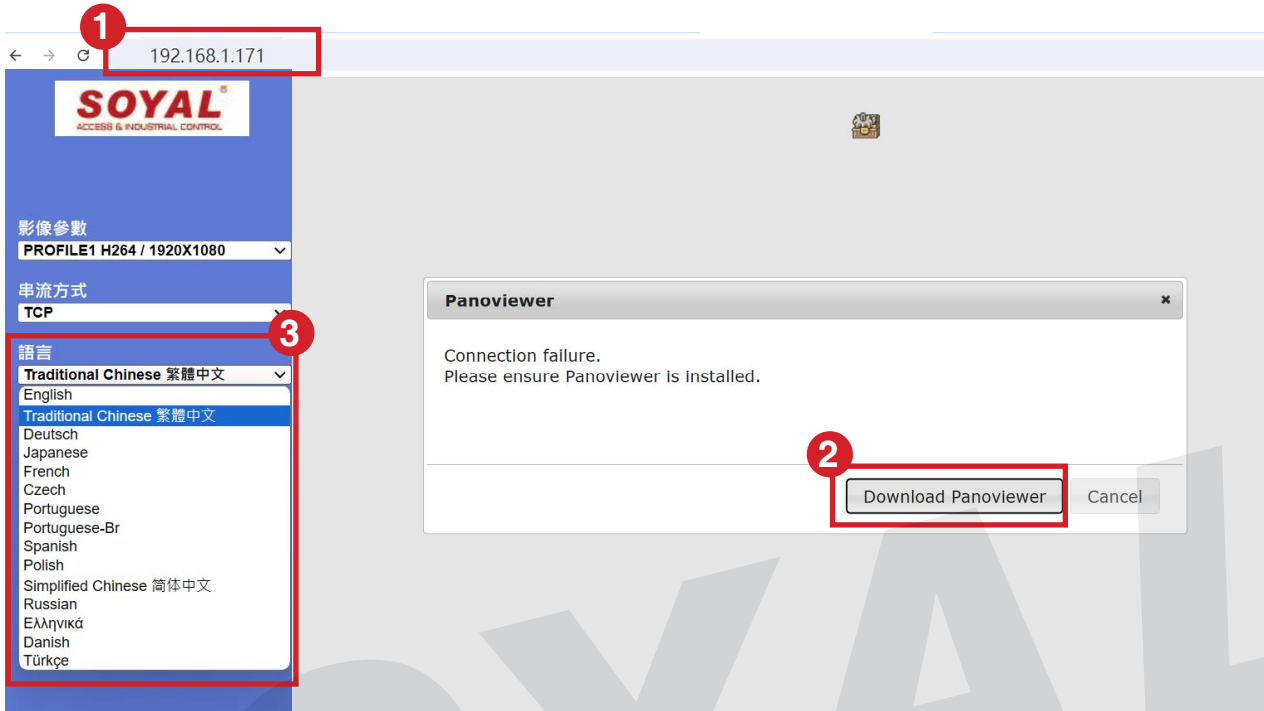 1
192.168.1.171
SOYAL®
ACCESS & INDUSTRIAL CONTROL
影像參數
PROFILE1 H264 / 1920X1080
串流方式
TCP
3
語言
Traditional Chinese 繁體中文
English
Traditional Chinese 繁體中文
Deutsch
Japanese
French
Czech
Portuguese
Portuguese-Br
Spanish
Polish
Simplified Chinese 简体中文
Russian
Ελληνικά
Danish
Türkçe
Panoviewer
Connection failure.
Please ensure Panoviewer is installed.
2
Download Panoviewer
Cancel
SOYAL